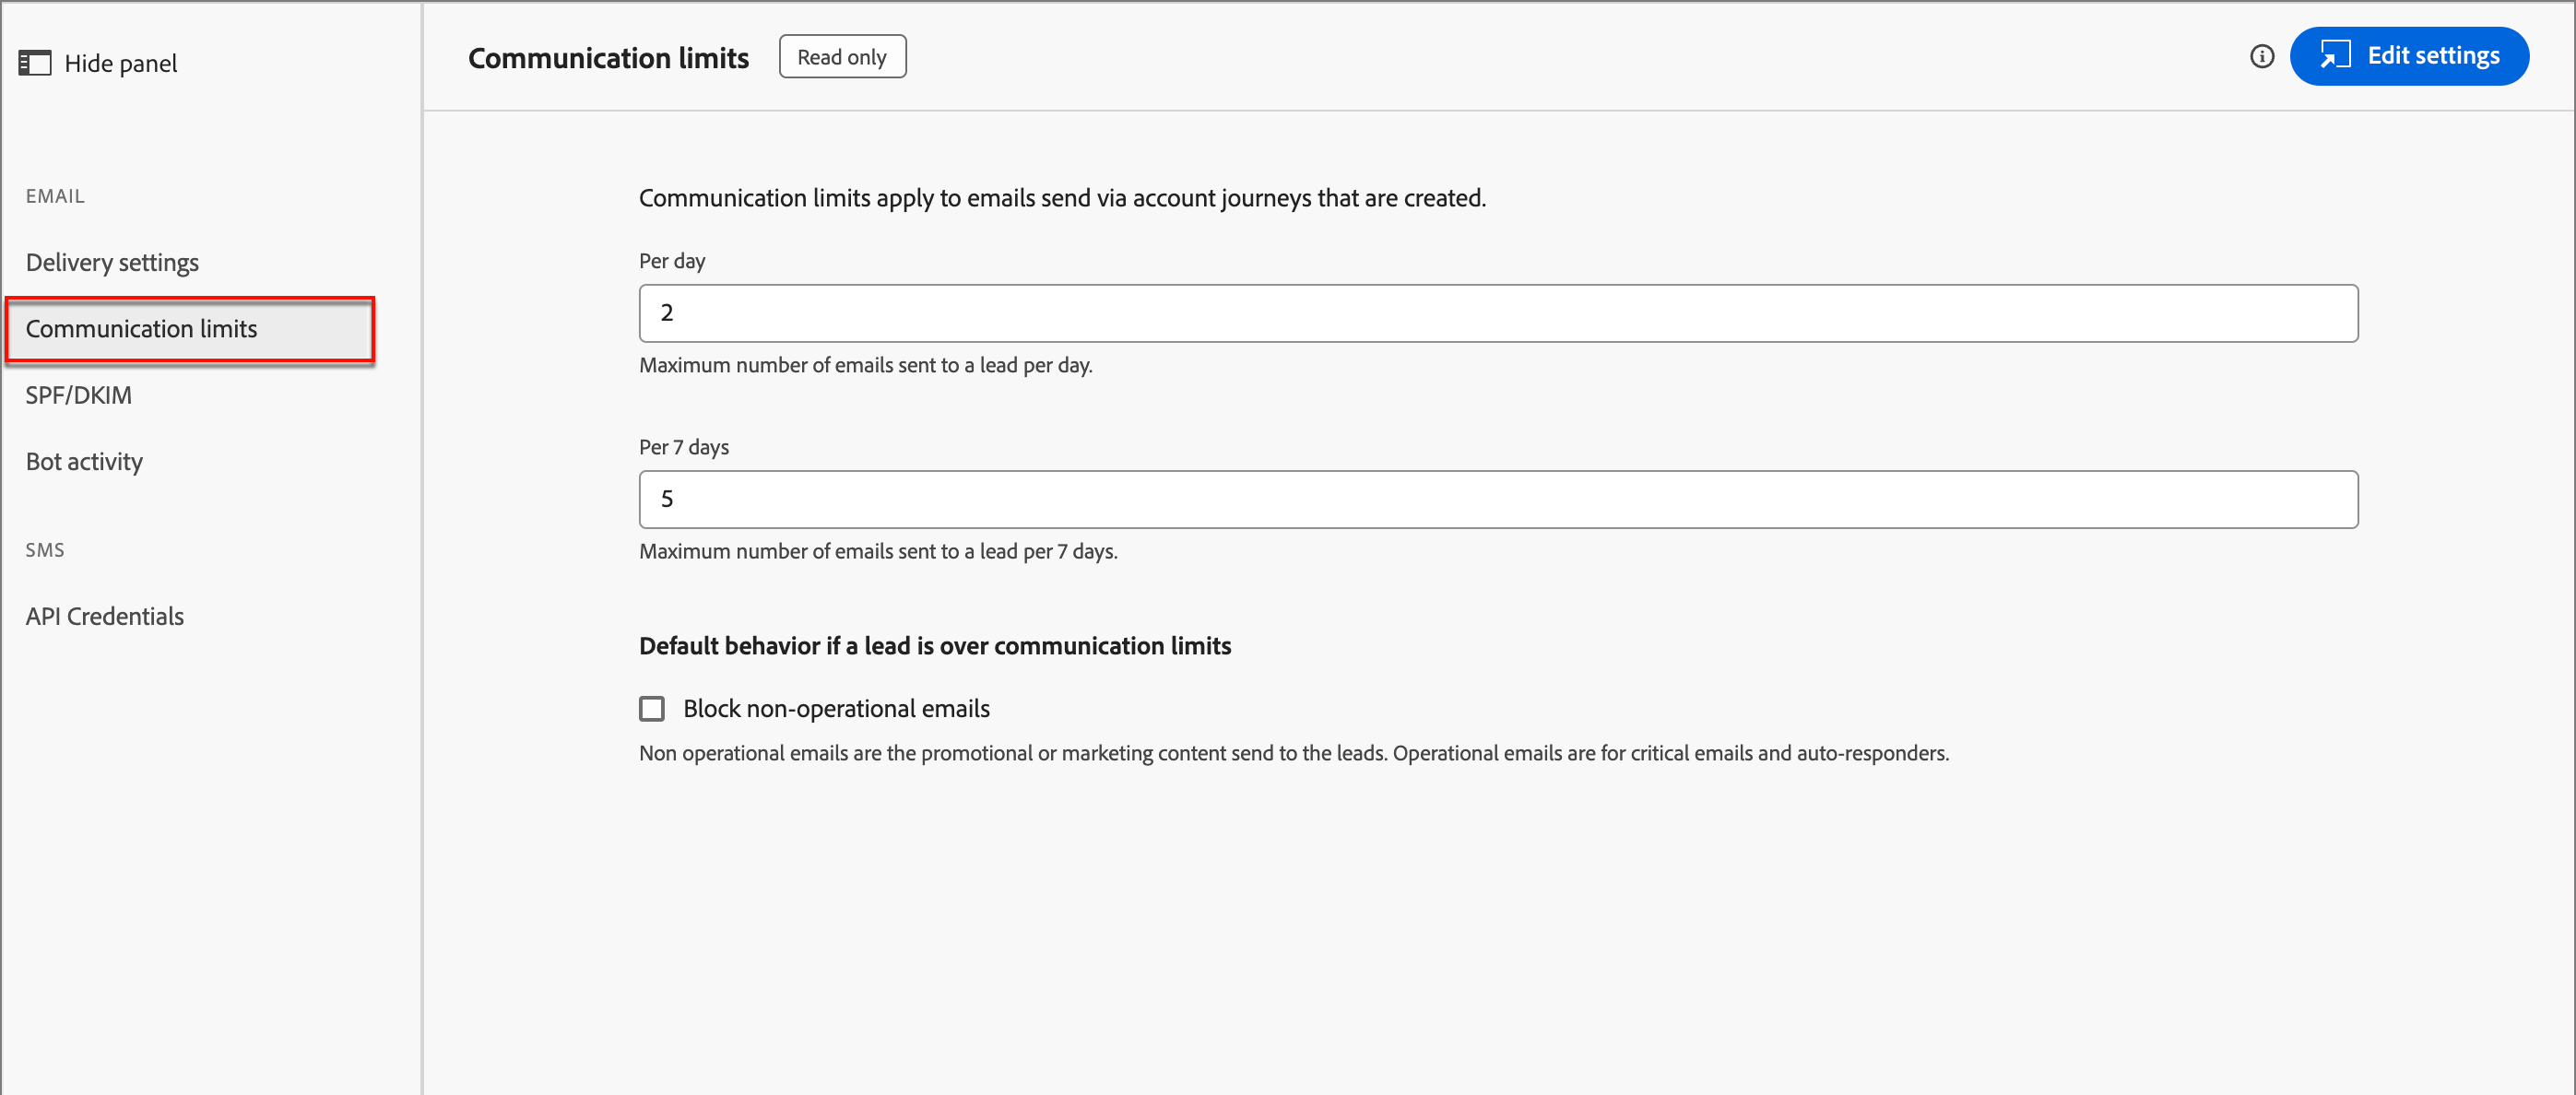 Hide panel
EMAIL
Delivery settings
Communication limits
SPF/DKIM
Bot activity
SMS
API Credentials
Communication limits
Read only
Edit settings
Communication limits apply to emails send via account journeys that are created.
Per day
2
Maximum number of emails sent to a lead per day.
Per 7 days
5
Maximum number of emails sent to a lead per 7 days.
Default behavior if a lead is over communication limits
Block non-operational emails
Non operational emails are the promotional or marketing content send to the leads. Operational emails are for critical emails and auto-responders.